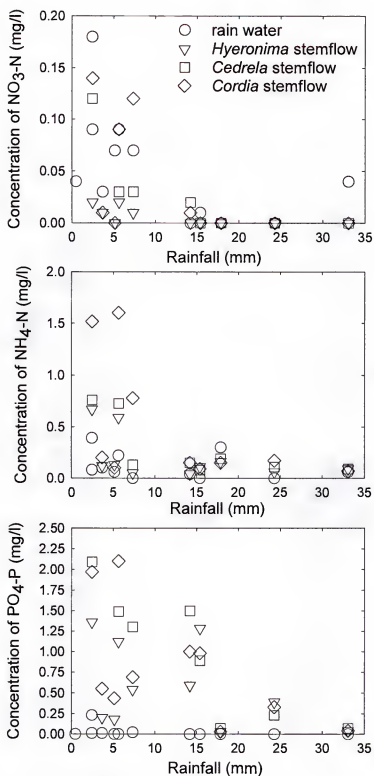 Concentration of NO3-N (mg/l)
0.20
0.15
0.10
0.05
0.00
rain water
Hyeronima stemflow
Cedrela stemflow
Cordia stemflow
0 5 10 15 20 25 30 35
Rainfall (mm)
Concentration of NH4-N (mg/l)
2.0
1.5
1.0
0.5
0.0
0 5 10 15 20 25 30 35
Rainfall (mm)
Concentration of PO4-P (mg/l)
2.50
2.25
2.00
1.75
1.50
1.25
1.00
0.75
0.50
0.25
0.00
0 5 10 15 20 25 30 35
Rainfall (mm)